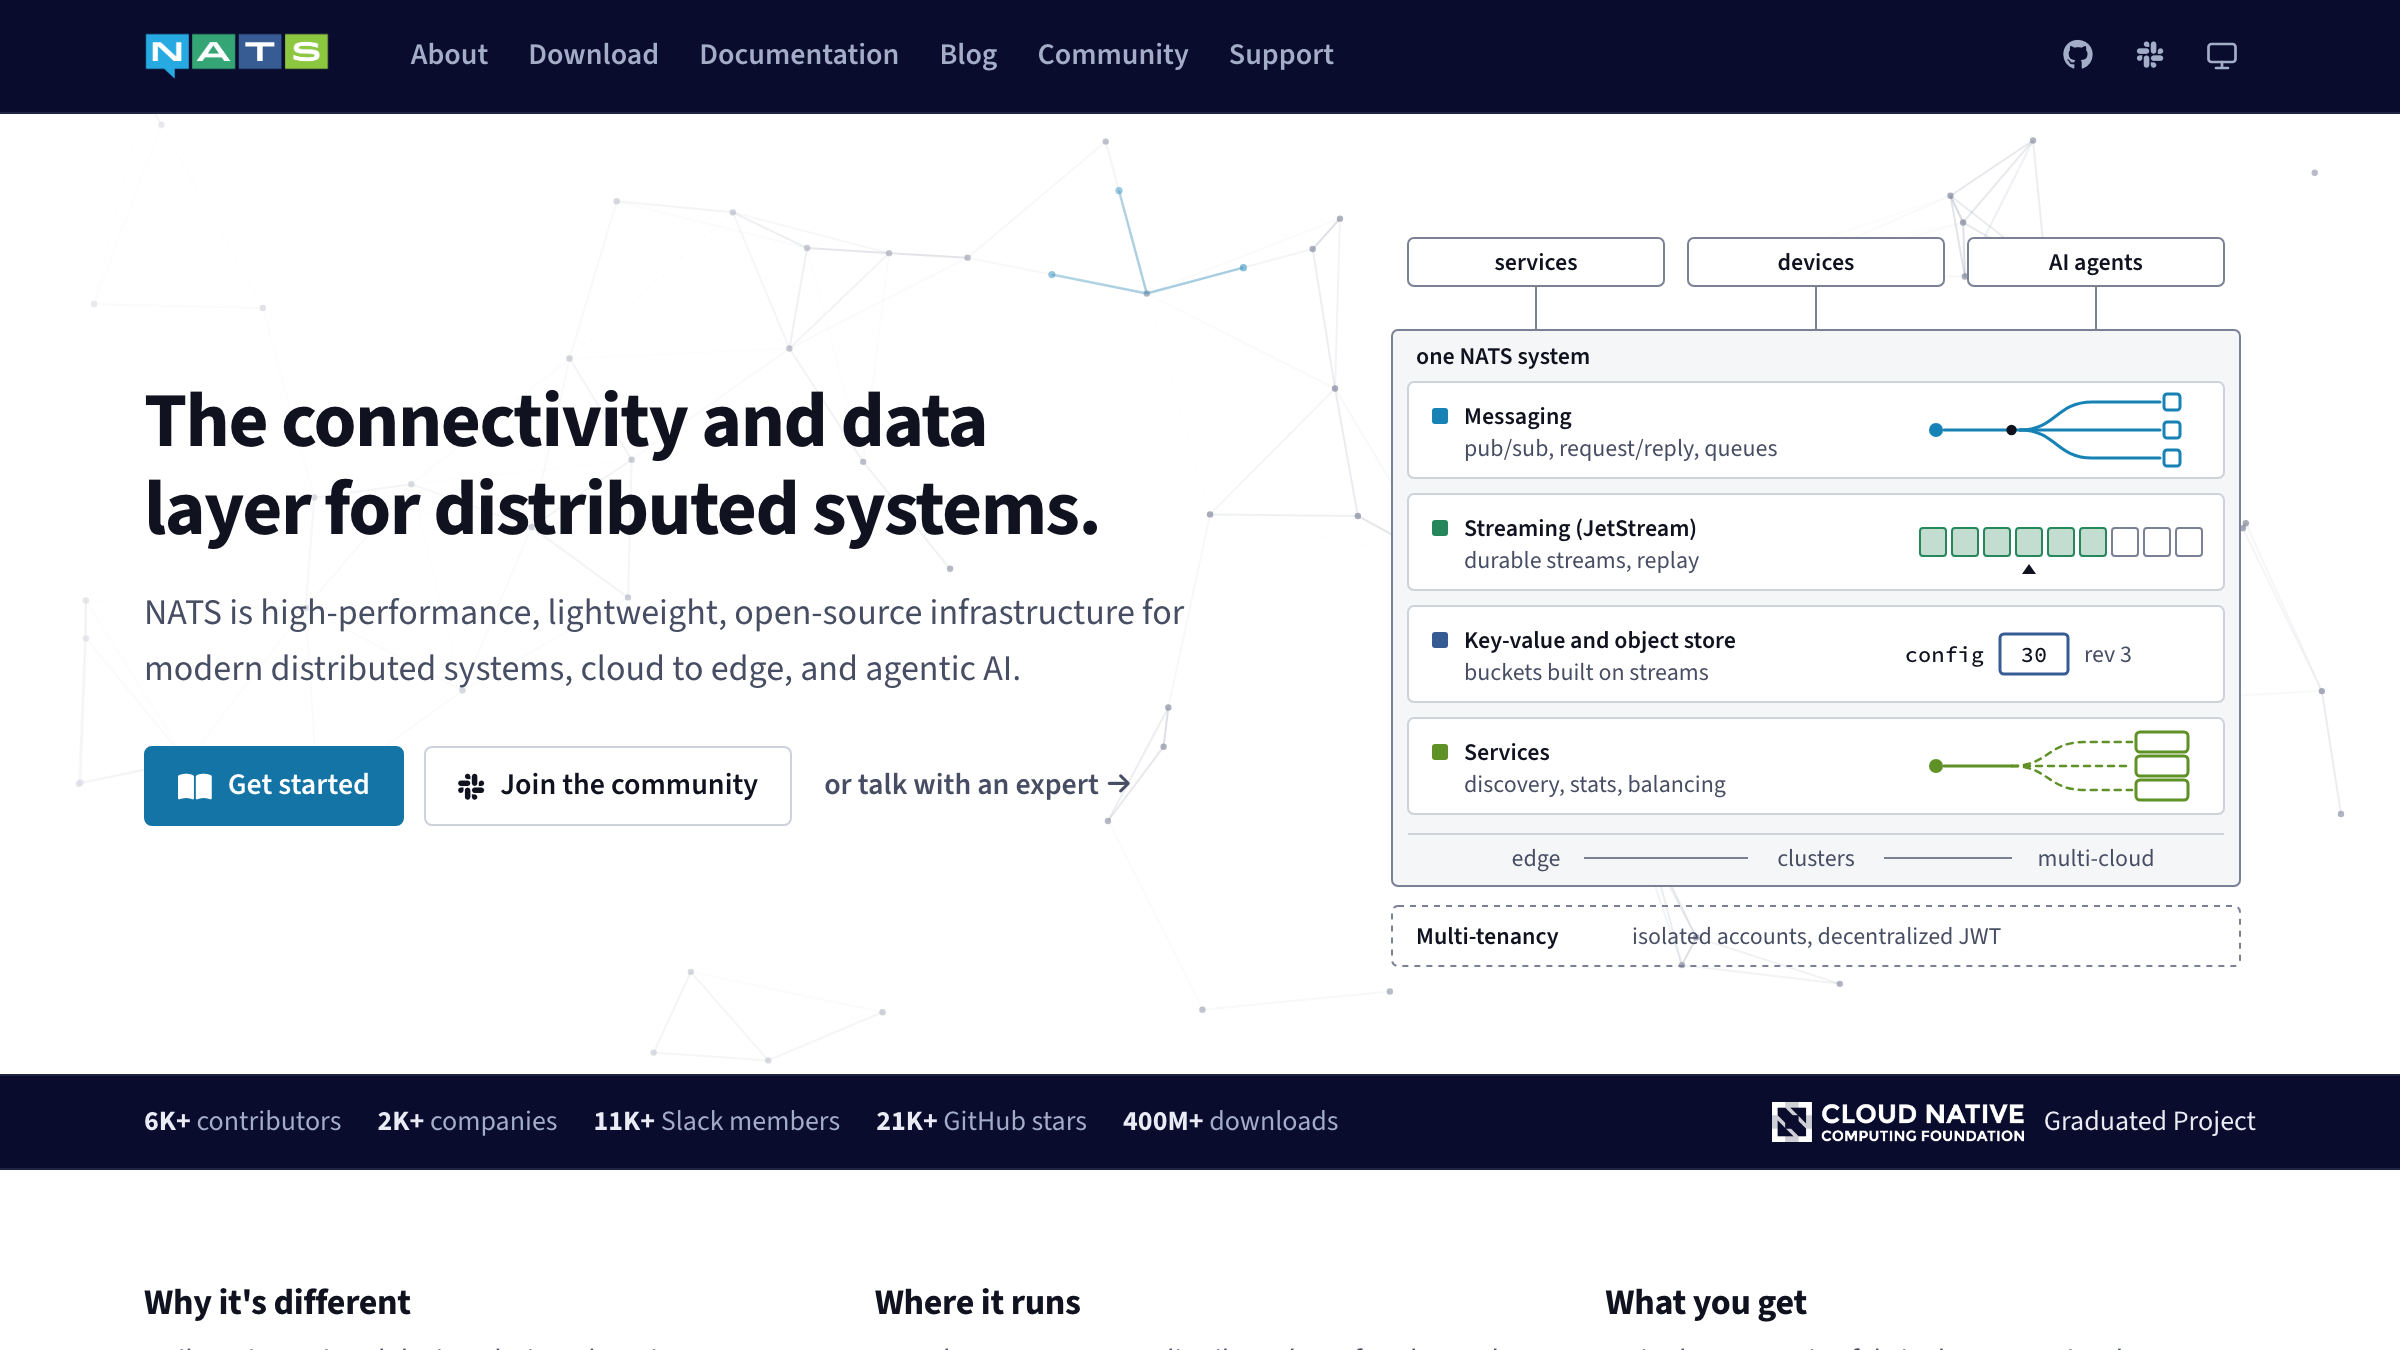 NATS
About Download Documentation Blog Community Support
The connectivity and data
layer for distributed systems.
NATS is high-performance, lightweight, open-source infrastructure for
modern distributed systems, cloud to edge, and agentic AI.
Get started
Join the community
or talk with an expert →
services
devices
AI agents
one NATS system
Messaging
pub/sub, request/reply, queues
Streaming (JetStream)
durable streams, replay
Key-value and object store
buckets built on streams
config 30 rev 3
Services
discovery, stats, balancing
edge clusters multi-cloud
Multi-tenancy isolated accounts, decentralized JWT
6K+ contributors 2K+ companies 11K+ Slack members 21K+ GitHub stars 400M+ downloads
CLOUD NATIVE
COMPUTING FOUNDATION
Graduated Project
Why it's different
Where it runs
What you get